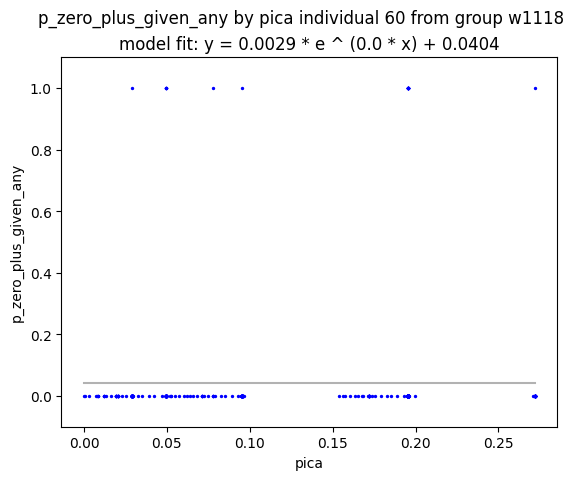 p_zero_plus_given_any by pica individual 60 from group w1118
model fit: y = 0.0029 * e ^ (0.0 * x) + 0.0404
1.0
0.8
0.6
0.4
0.2
0.0
p_zero_plus_given_any
0.00 0.05 0.10 0.15 0.20 0.25
pica